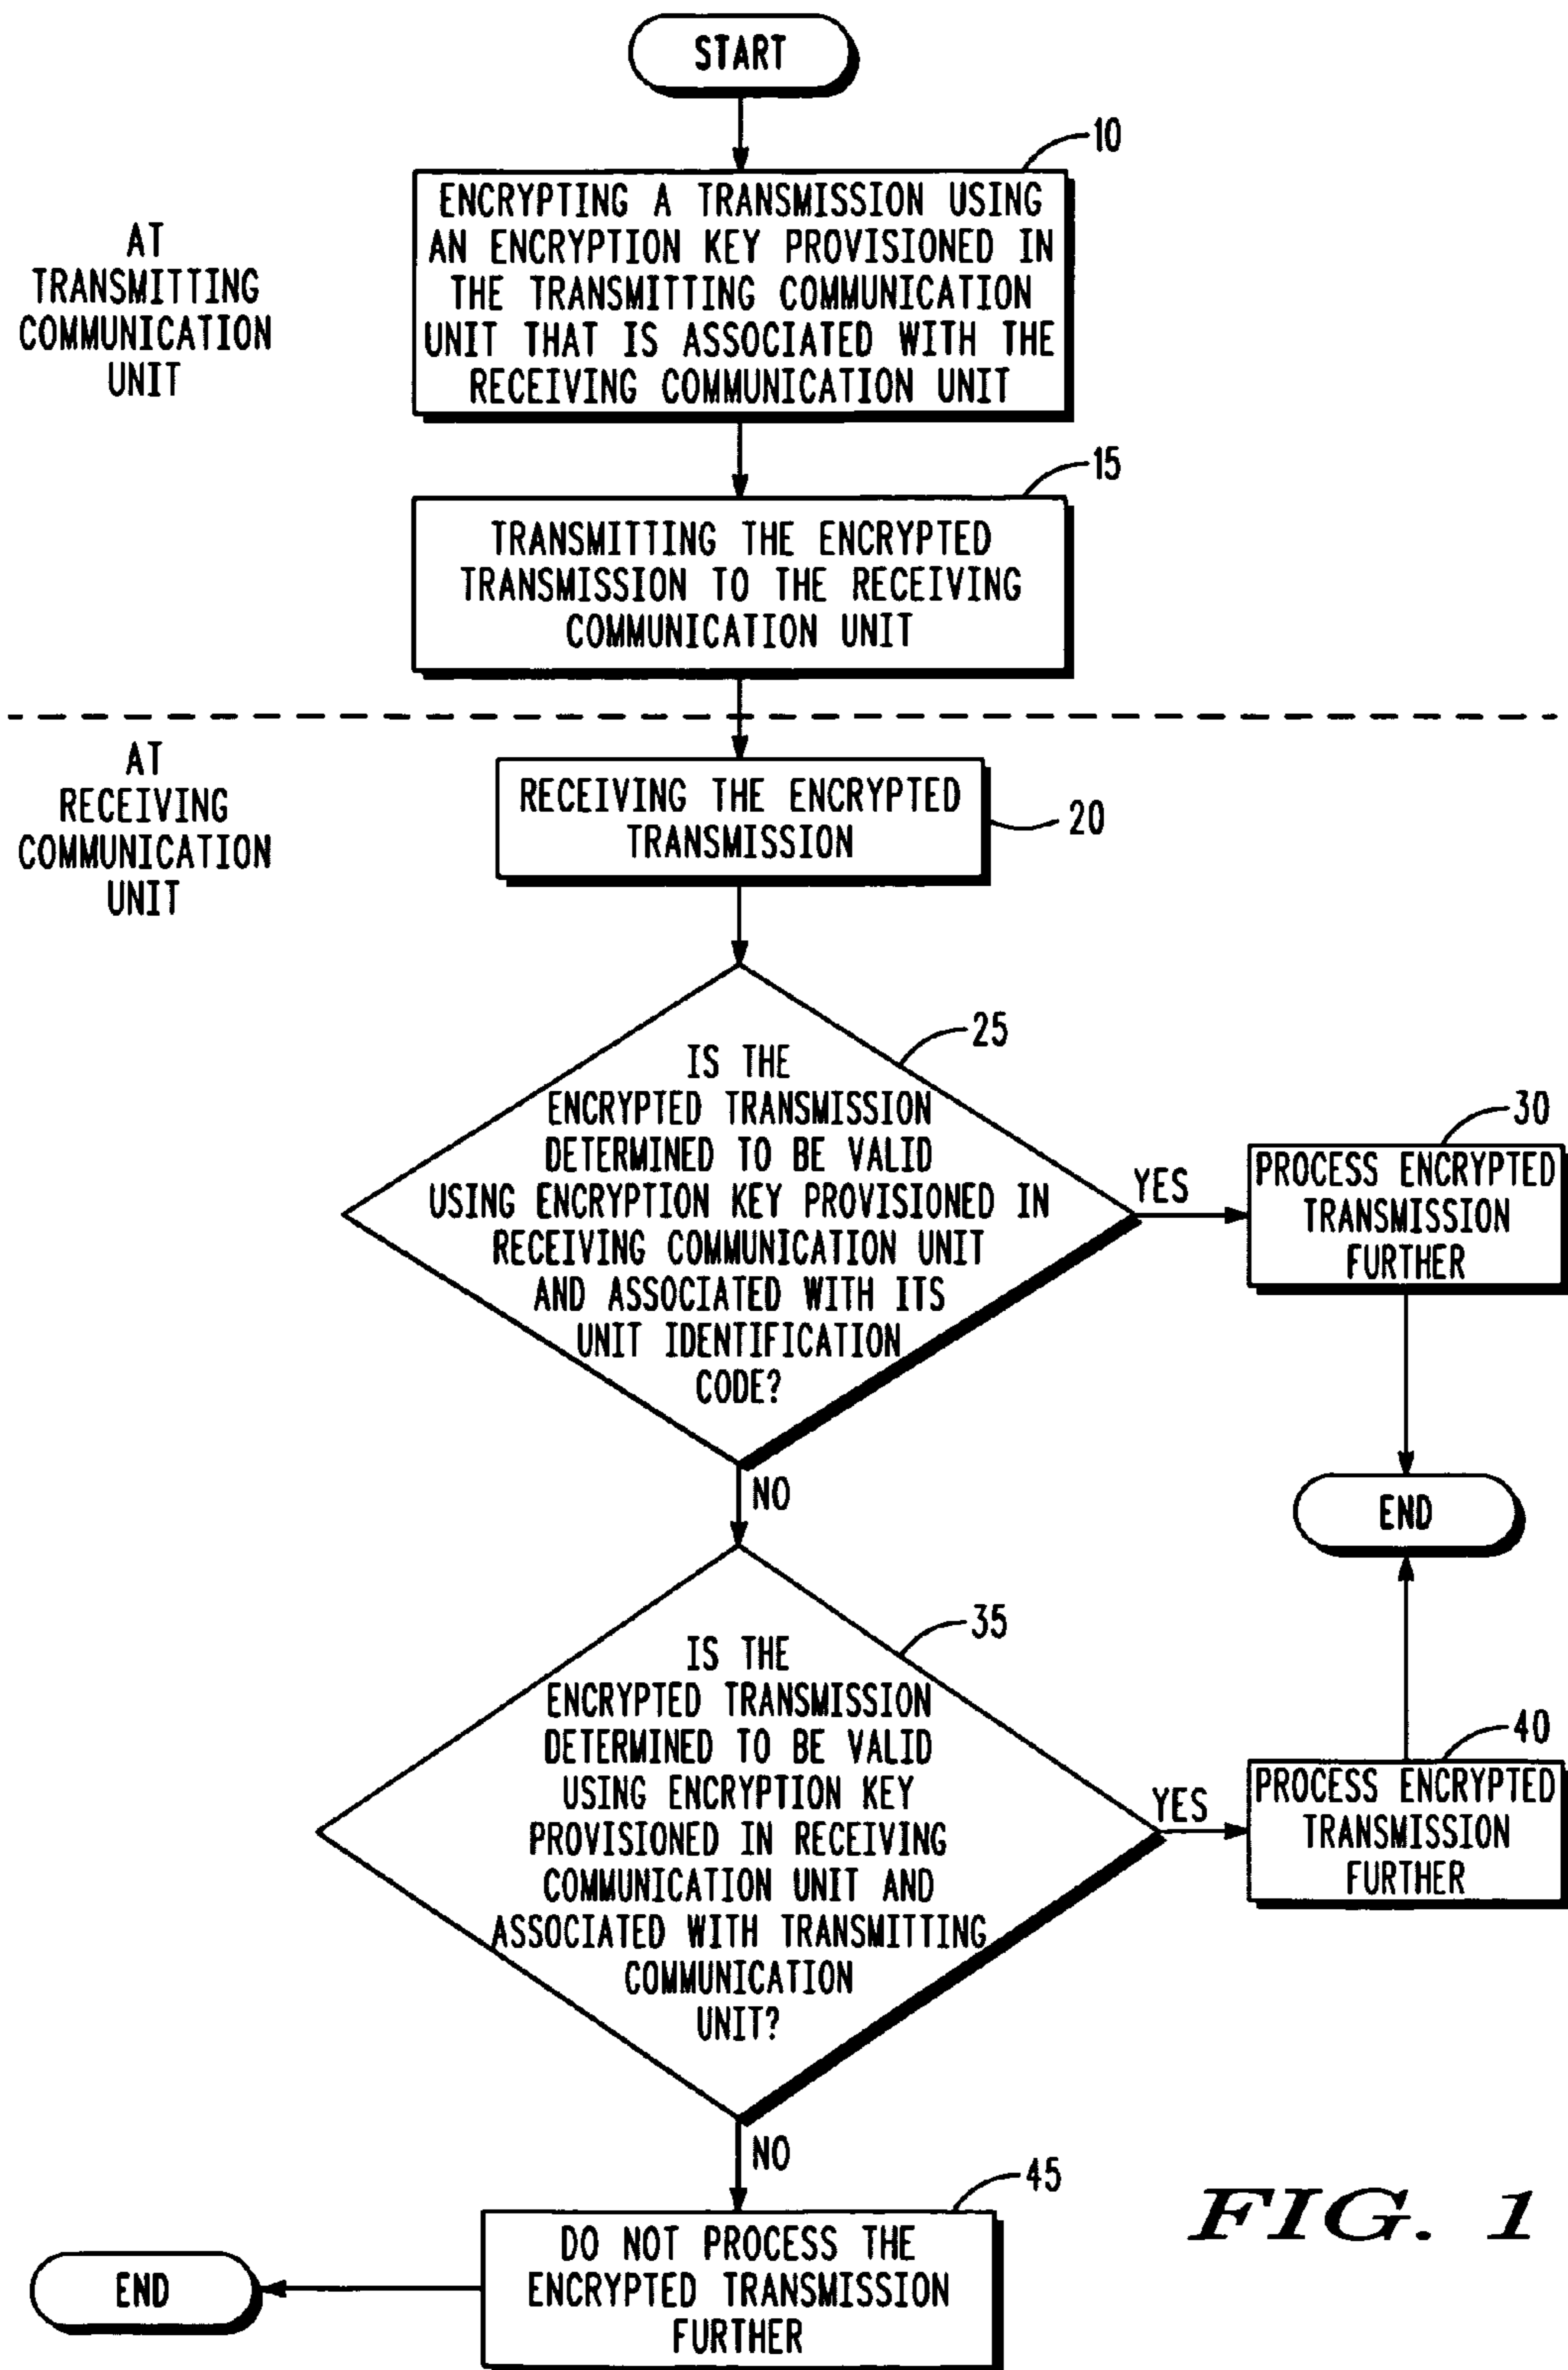 START
10
ENCRYPTING A TRANSMISSION USING
AN ENCRYPTION KEY PROVISIONED IN
THE TRANSMITTING COMMUNICATION
UNIT THAT IS ASSOCIATED WITH THE
RECEIVING COMMUNICATION UNIT
AT
TRANSMITTING
COMMUNICATION
UNIT
15
TRANSMITTING THE ENCRYPTED
TRANSMISSION TO THE RECEIVING
COMMUNICATION UNIT
AT
RECEIVING
COMMUNICATION
UNIT
RECEIVING THE ENCRYPTED
TRANSMISSION
20
25
IS THE
ENCRYPTED TRANSMISSION
DETERMINED TO BE VALID
USING ENCRYPTION KEY PROVISIONED IN
RECEIVING COMMUNICATION UNIT
AND ASSOCIATED WITH ITS
UNIT IDENTIFICATION
CODE?
YES
30
PROCESS ENCRYPTED
TRANSMISSION
FURTHER
NO
END
35
IS THE
ENCRYPTED TRANSMISSION
DETERMINED TO BE VALID
USING ENCRYPTION KEY
PROVISIONED IN RECEIVING
COMMUNICATION UNIT AND
ASSOCIATED WITH TRANSMITTING
COMMUNICATION
UNIT?
YES
40
PROCESS ENCRYPTED
TRANSMISSION
FURTHER
NO
45
DO NOT PROCESS THE
ENCRYPTED TRANSMISSION
FURTHER
END
FIG. 1